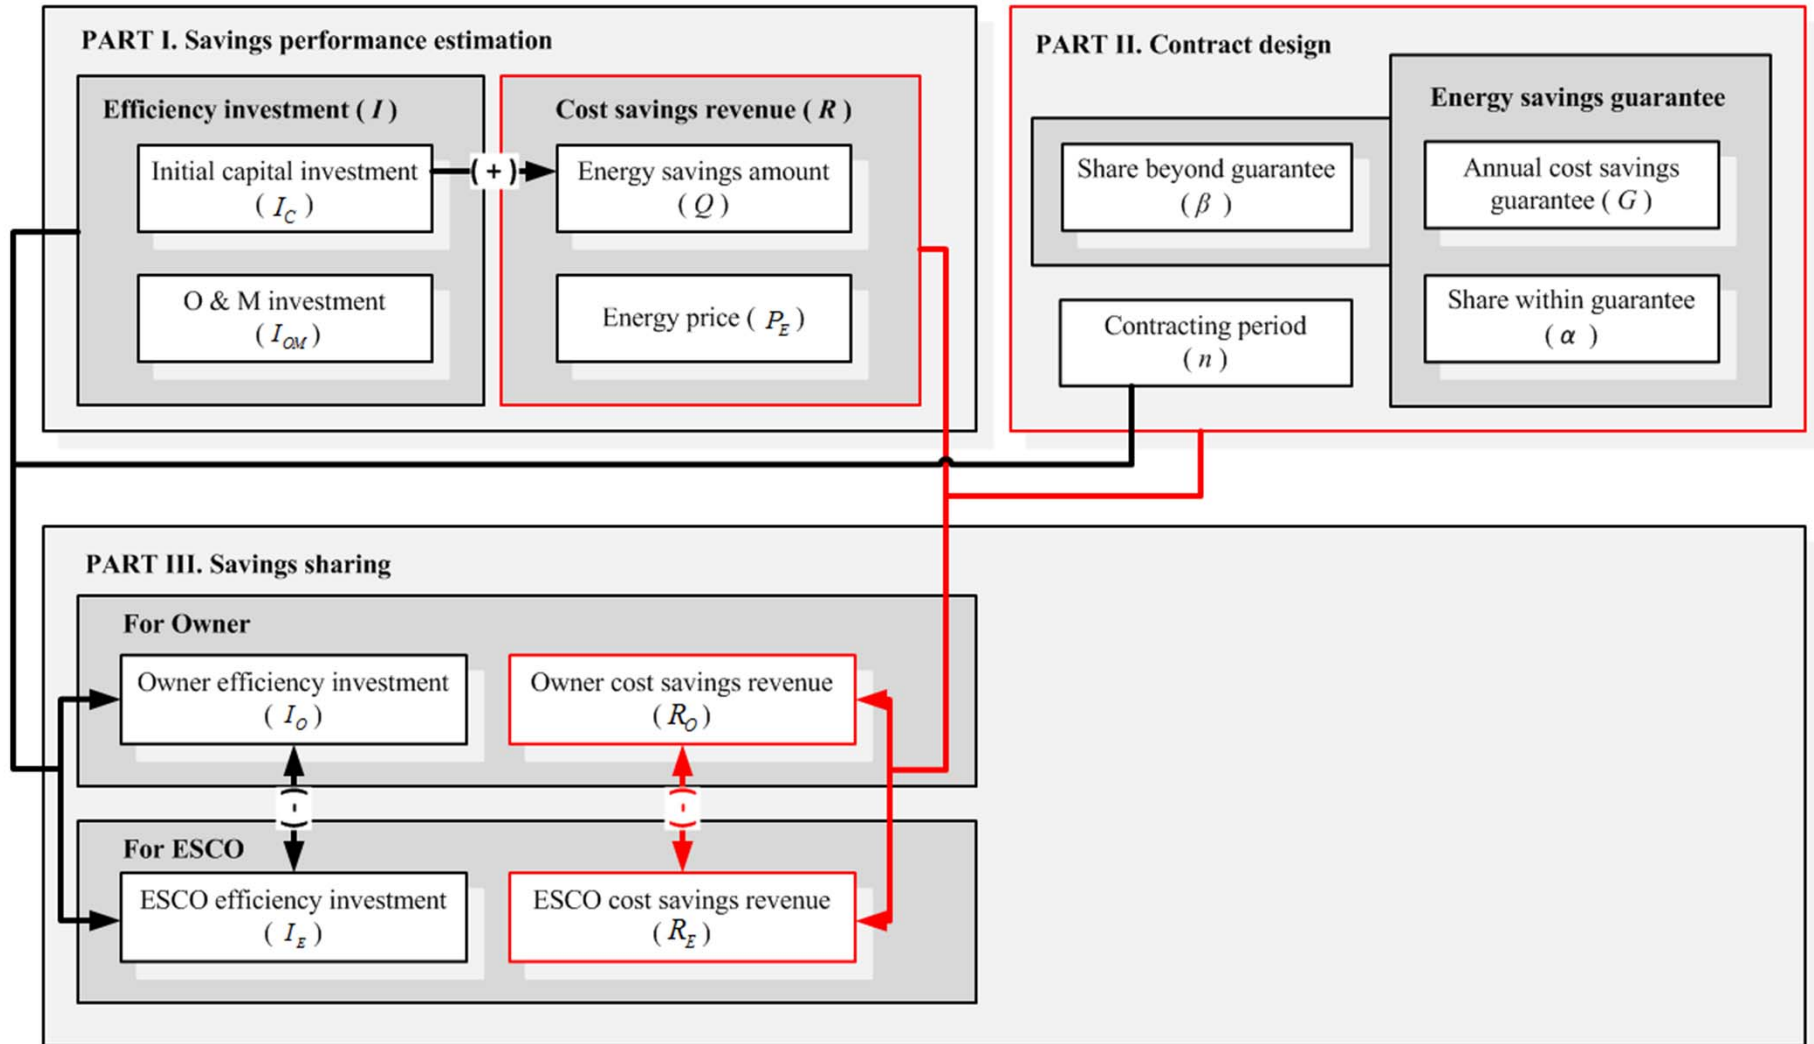 PART I. Savings performance estimation
Efficiency investment ( I )
Initial capital investment
( I_C )
O & M investment
( I_OM )
( + )
Cost savings revenue ( R )
Energy savings amount
( Q )
Energy price ( P_E )
PART II. Contract design
Share beyond guarantee
( β )
Contracting period
( n )
Energy savings guarantee
Annual cost savings
guarantee ( G )
Share within guarantee
( α )
PART III. Savings sharing
For Owner
Owner efficiency investment
( I_O )
Owner cost savings revenue
( R_O )
( - )
( - )
For ESCO
ESCO efficiency investment
( I_E )
ESCO cost savings revenue
( R_E )